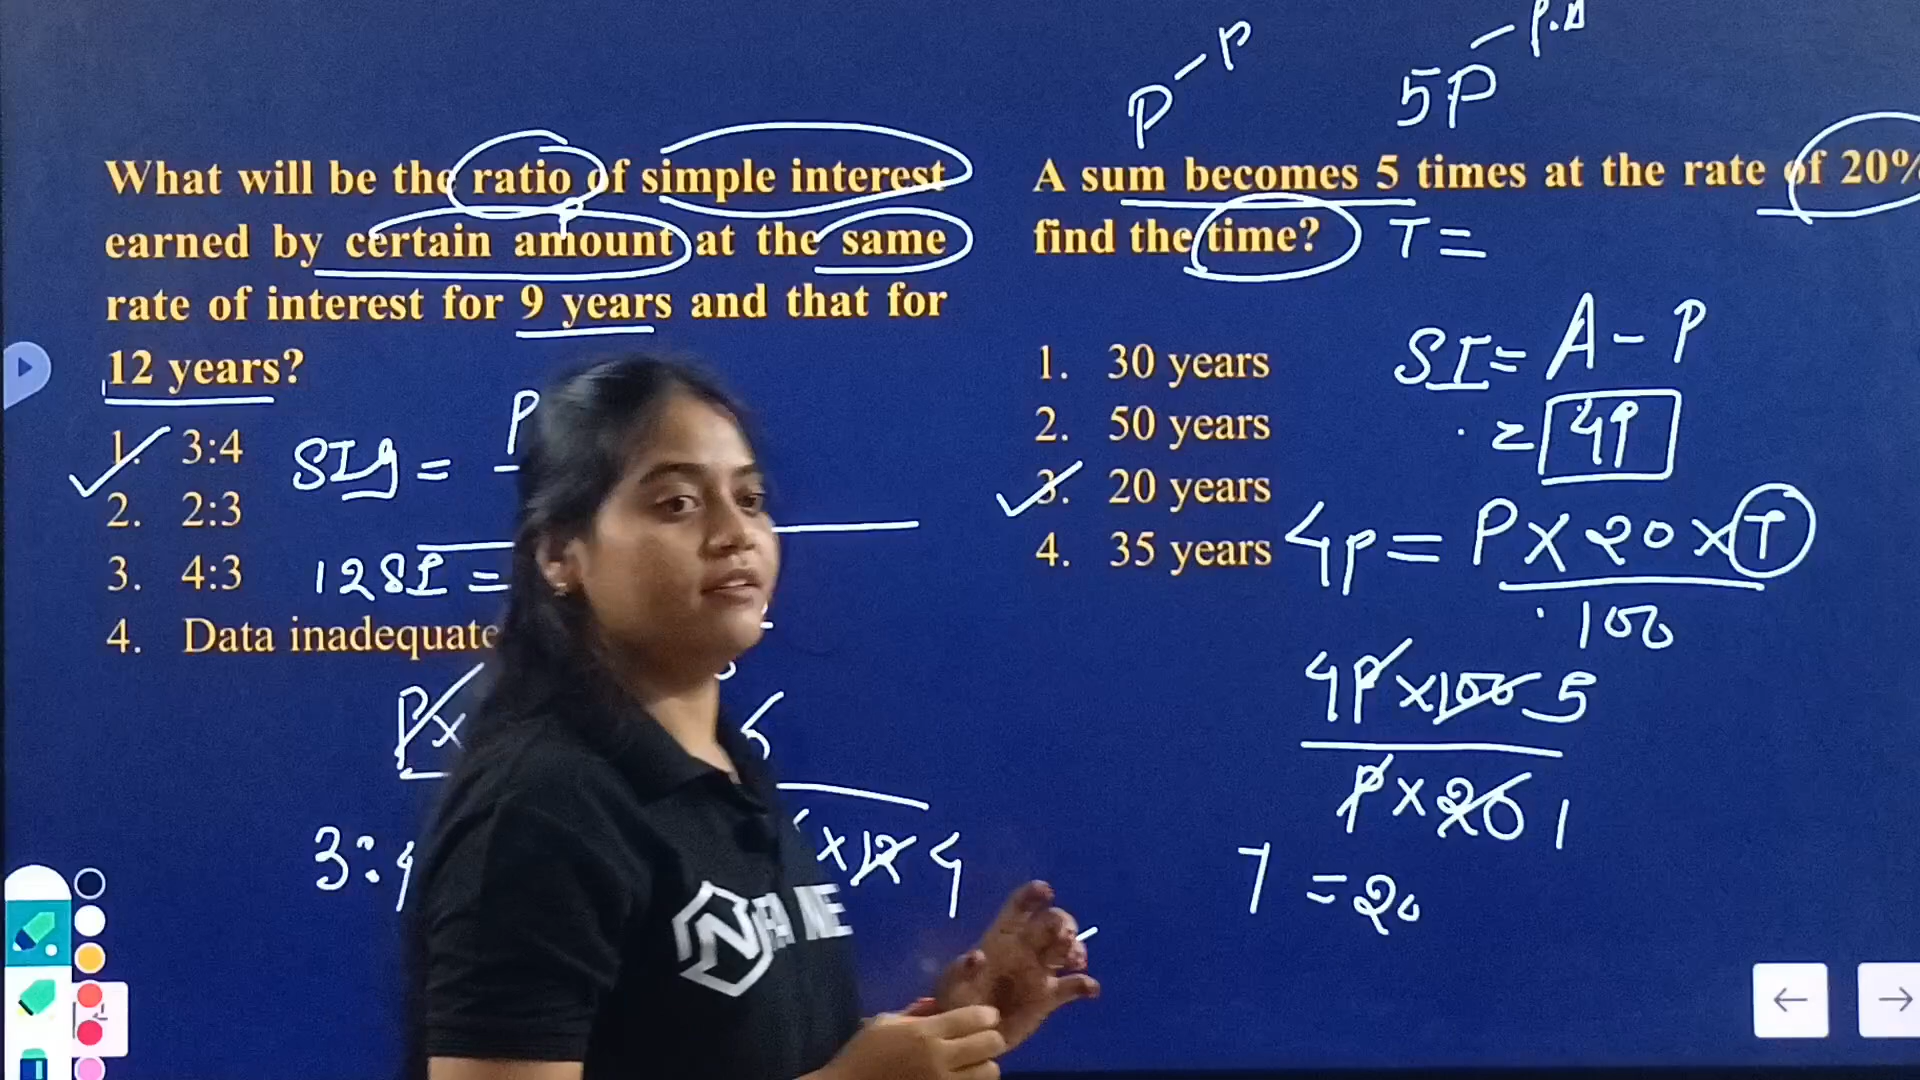 P – P
5P – P.A
What will be the ratio of simple interest
earned by certain amount at the same
rate of interest for 9 years and that for
12 years?
1. 3:4
2. 2:3
3. 4:3
4. Data inadequate
P
SI9 = P
12SI =
Px
x12 4
3:4
A sum becomes 5 times at the rate of 20%
find the time? T =
1. 30 years
2. 50 years
3. 20 years
4. 35 years
SI = A – P
= 4P
4P = P x 20 x T
100
4P x 100 5
P x 20 1
T = 20
N